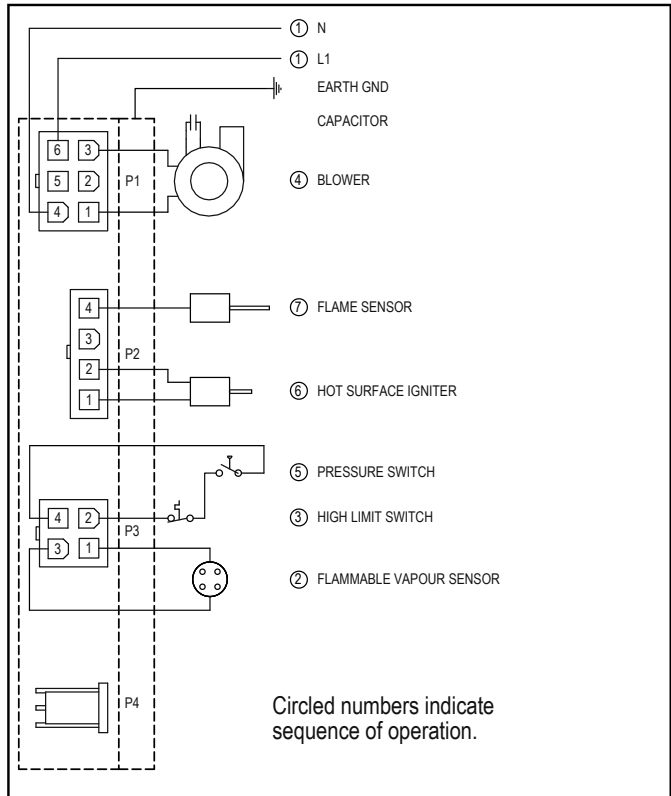 ① N
① L1
EARTH GND
CAPACITOR
6 3
5 2
P1
④ BLOWER
4 1
4
⑦ FLAME SENSOR
3
P2
2
⑥ HOT SURFACE IGNITER
1
⑤ PRESSURE SWITCH
4 2
③ HIGH LIMIT SWITCH
P3
3 1
② FLAMMABLE VAPOUR SENSOR
P4
Circled numbers indicate
sequence of operation.